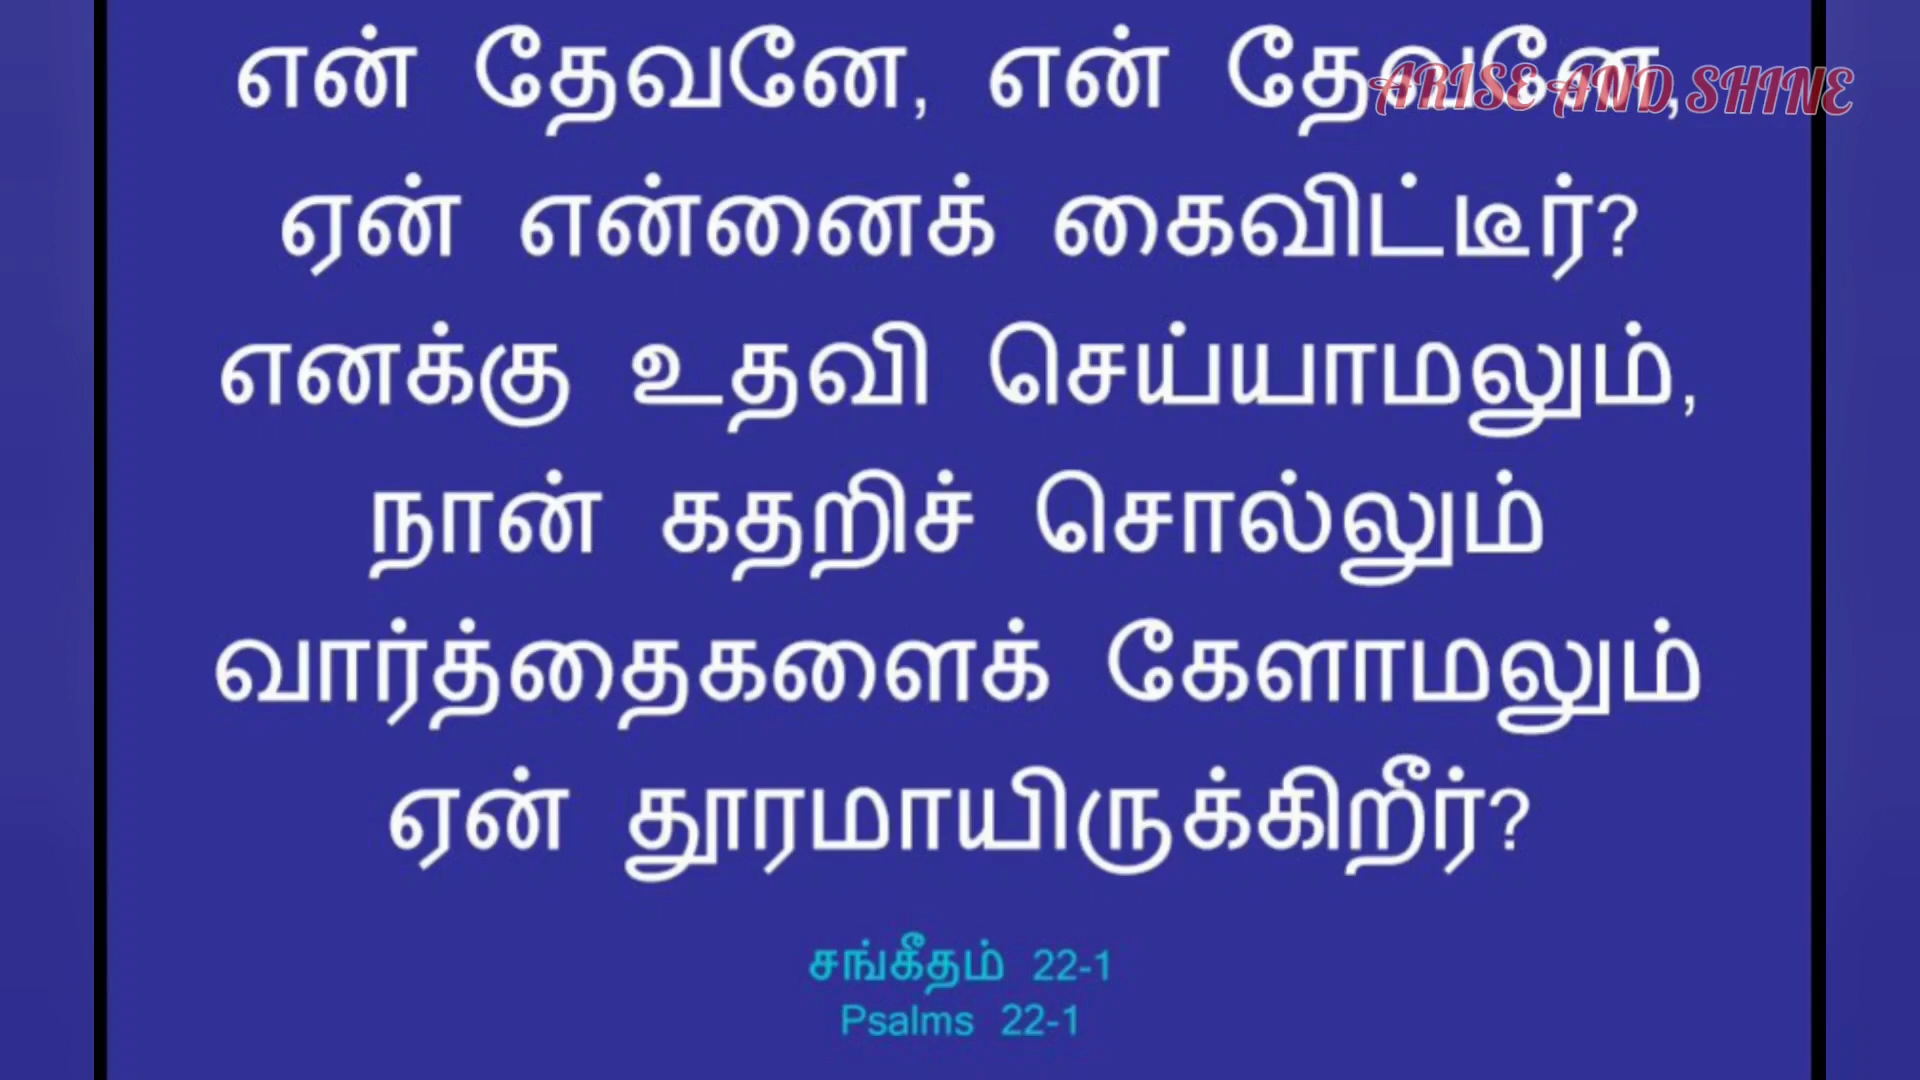 என் தேவனே, என் தேவனே,
ARISE AND SHINE
ஏன் என்னைக் கைவிட்டீர்?
எனக்கு உதவி செய்யாமலும்,
நான் கதறிச் சொல்லும்
வார்த்தைகளைக் கேளாமலும்
ஏன் தூரமாயிருக்கிறீர்?
சங்கீதம் 22-1
Psalms 22-1